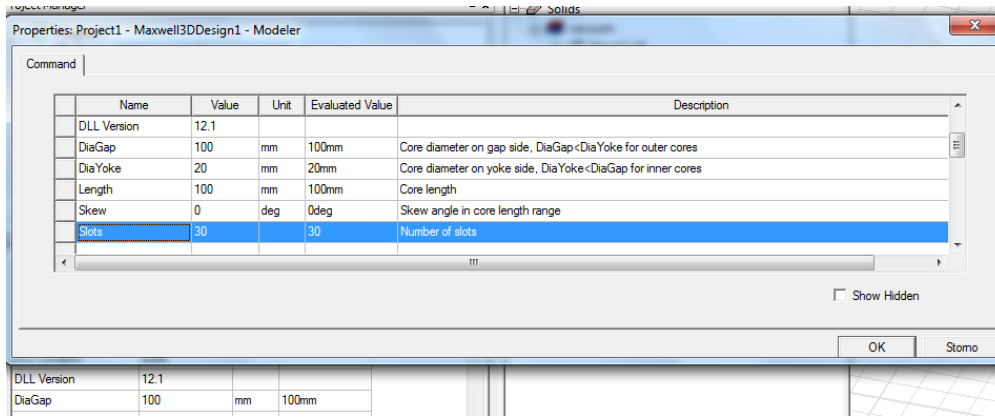 Project Manager
Solids
Properties: Project1 - Maxwell3DDesign1 - Modeler
Command
Name Value Unit Evaluated Value Description
DLL Version 12.1
DiaGap 100 mm 100mm Core diameter on gap side, DiaGap<DiaYoke for outer cores
DiaYoke 20 mm 20mm Core diameter on yoke side, DiaYoke<DiaGap for inner cores
Length 100 mm 100mm Core length
Skew 0 deg 0deg Skew angle in core length range
Slots 30 30 Number of slots
Show Hidden
OK Storno
DLL Version 12.1
DiaGap 100 mm 100mm